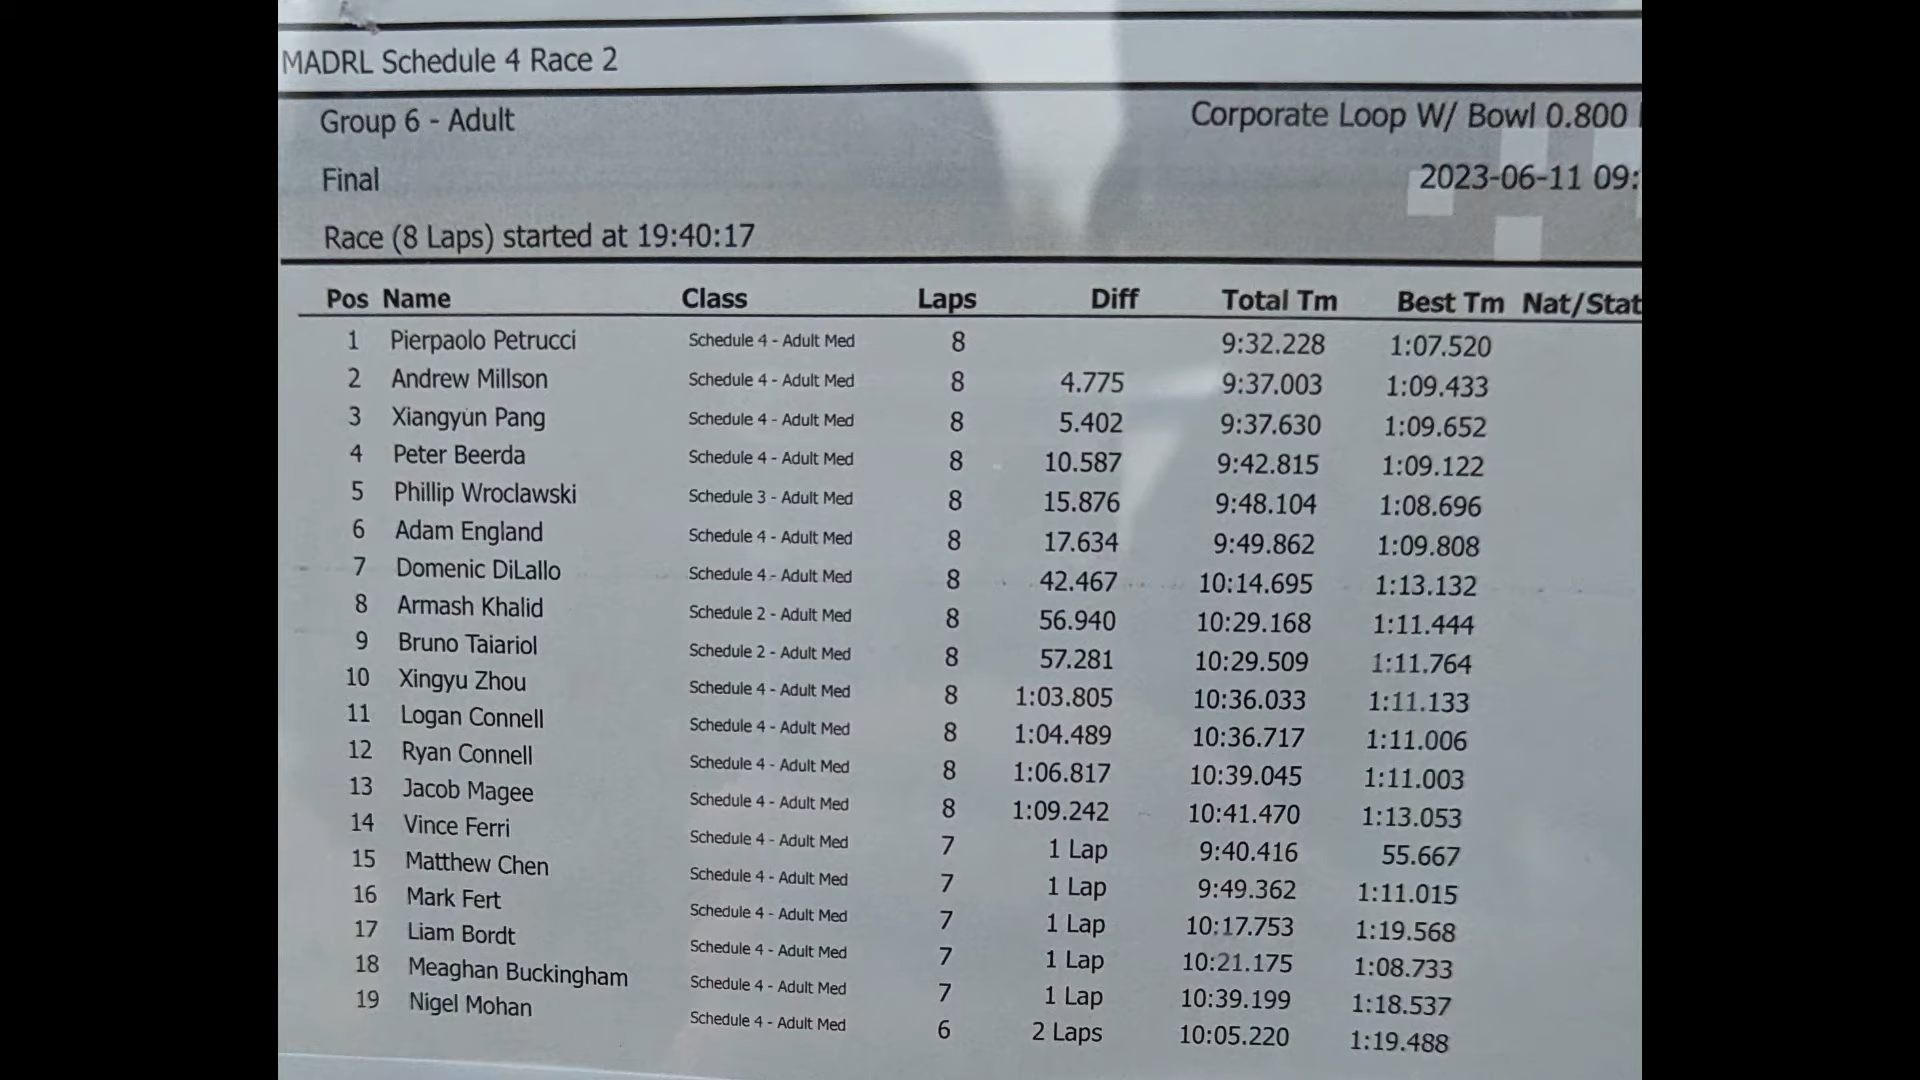 MADRL Schedule 4 Race 2
Group 6 - Adult Corporate Loop W/ Bowl 0.800
Final 2023-06-11 09:
Race (8 Laps) started at 19:40:17
Pos Name Class Laps Diff Total Tm Best Tm Nat/Stat
1 Pierpaolo Petrucci Schedule 4 - Adult Med 8 9:32.228 1:07.520
2 Andrew Millson Schedule 4 - Adult Med 8 4.775 9:37.003 1:09.433
3 Xiangyun Pang Schedule 4 - Adult Med 8 5.402 9:37.630 1:09.652
4 Peter Beerda Schedule 4 - Adult Med 8 10.587 9:42.815 1:09.122
5 Phillip Wroclawski Schedule 3 - Adult Med 8 15.876 9:48.104 1:08.696
6 Adam England Schedule 4 - Adult Med 8 17.634 9:49.862 1:09.808
7 Domenic DiLallo Schedule 4 - Adult Med 8 42.467 10:14.695 1:13.132
8 Armash Khalid Schedule 2 - Adult Med 8 56.940 10:29.168 1:11.444
9 Bruno Taiariol Schedule 2 - Adult Med 8 57.281 10:29.509 1:11.764
10 Xingyu Zhou Schedule 4 - Adult Med 8 1:03.805 10:36.033 1:11.133
11 Logan Connell Schedule 4 - Adult Med 8 1:04.489 10:36.717 1:11.006
12 Ryan Connell Schedule 4 - Adult Med 8 1:06.817 10:39.045 1:11.003
13 Jacob Magee Schedule 4 - Adult Med 8 1:09.242 10:41.470 1:13.053
14 Vince Ferri Schedule 4 - Adult Med 7 1 Lap 9:40.416 55.667
15 Matthew Chen Schedule 4 - Adult Med 7 1 Lap 9:49.362 1:11.015
16 Mark Fert Schedule 4 - Adult Med 7 1 Lap 10:17.753 1:19.568
17 Liam Bordt Schedule 4 - Adult Med 7 1 Lap 10:21.175 1:08.733
18 Meaghan Buckingham Schedule 4 - Adult Med 7 1 Lap 10:39.199 1:18.537
19 Nigel Mohan Schedule 4 - Adult Med 6 2 Laps 10:05.220 1:19.488